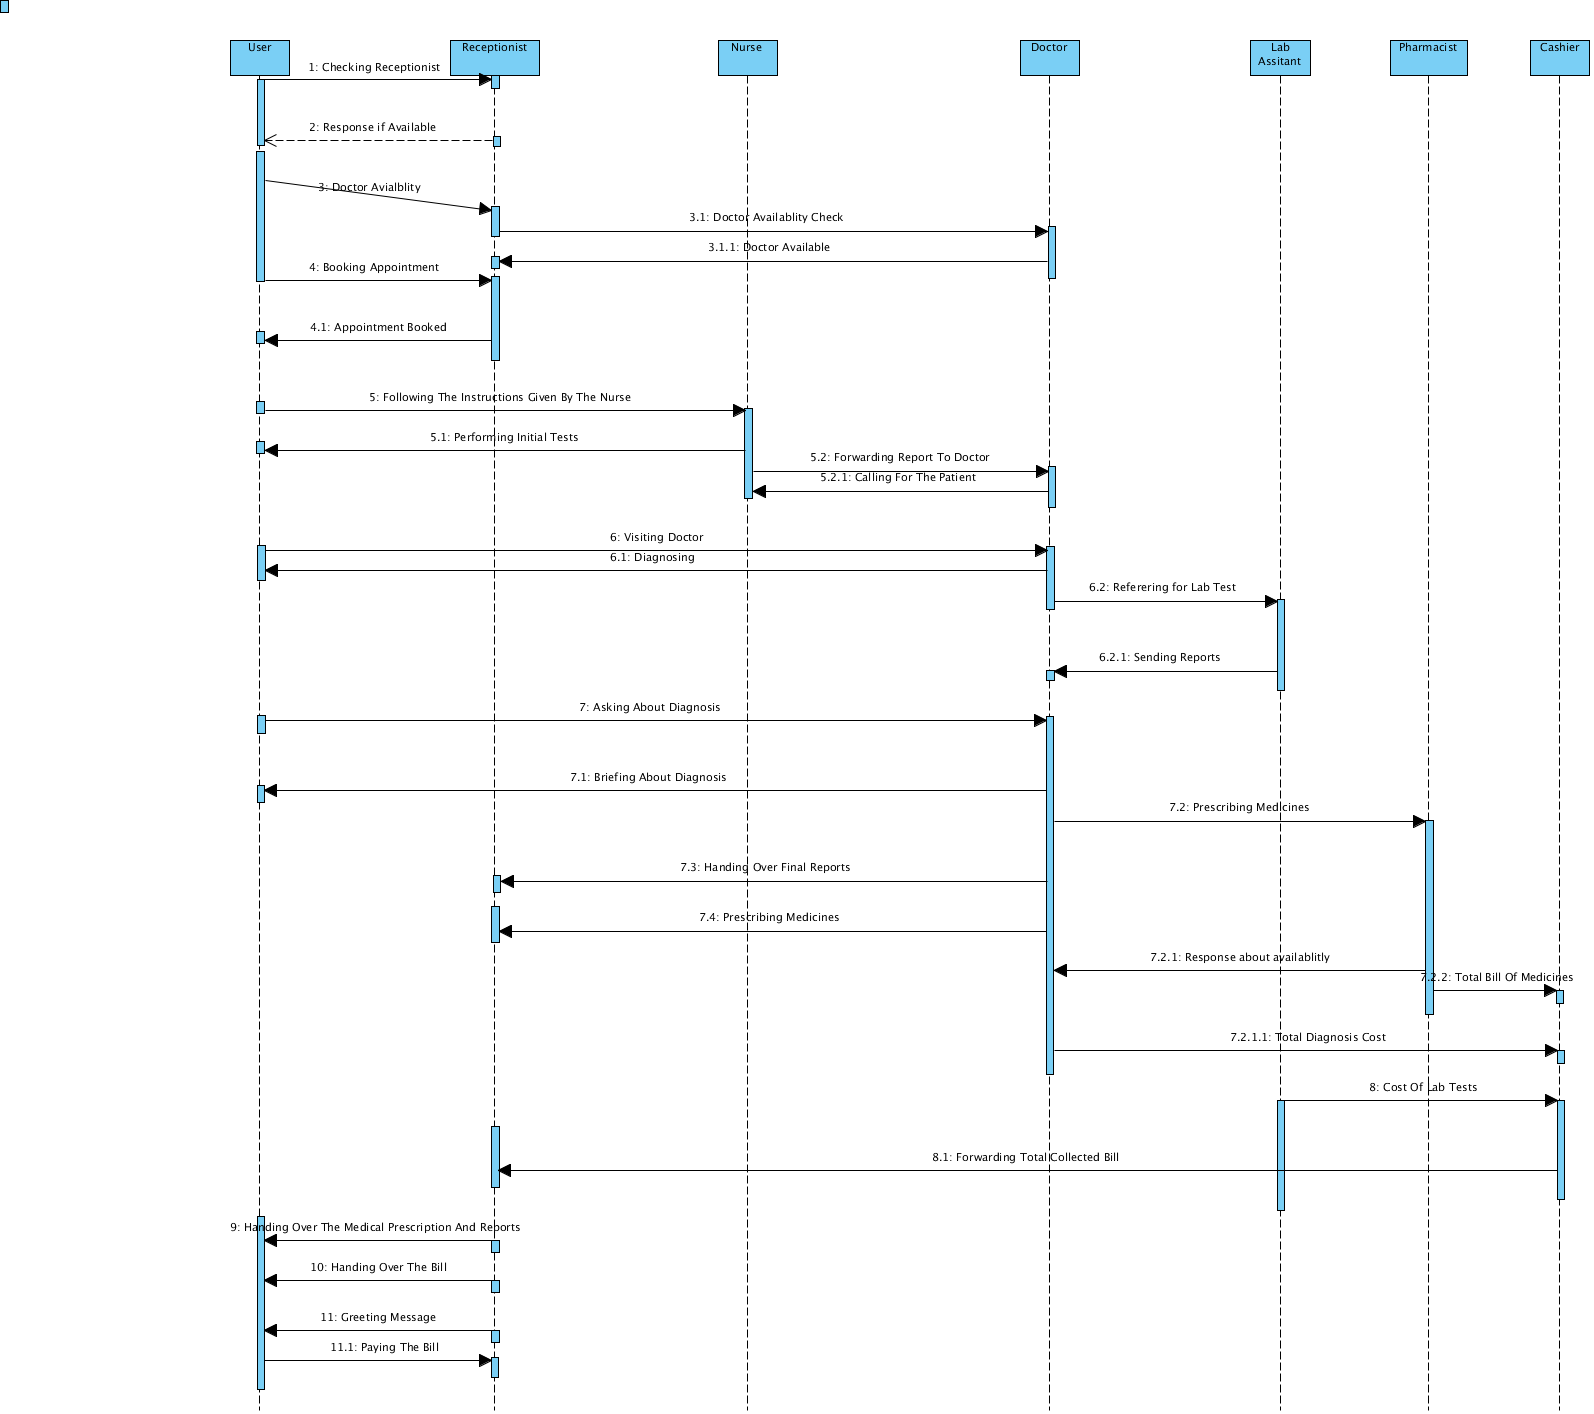 User
Receptionist
Nurse
Doctor
Lab
Assitant
Pharmacist
Cashier
1: Checking Receptionist
2: Response if Available
3: Doctor Avialblity
3.1: Doctor Availablity Check
3.1.1: Doctor Available
4: Booking Appointment
4.1: Appointment Booked
5: Following The Instructions Given By The Nurse
5.1: Performing Initial Tests
5.2: Forwarding Report To Doctor
5.2.1: Calling For The Patient
6: Visiting Doctor
6.1: Diagnosing
6.2: Referering for Lab Test
6.2.1: Sending Reports
7: Asking About Diagnosis
7.1: Briefing About Diagnosis
7.2: Prescribing Medicines
7.3: Handing Over Final Reports
7.4: Prescribing Medicines
7.2.1: Response about availablitly
7.2.2: Total Bill Of Medicines
7.2.1.1: Total Diagnosis Cost
8: Cost Of Lab Tests
8.1: Forwarding Total Collected Bill
9: Handing Over The Medical Prescription And Reports
10: Handing Over The Bill
11: Greeting Message
11.1: Paying The Bill